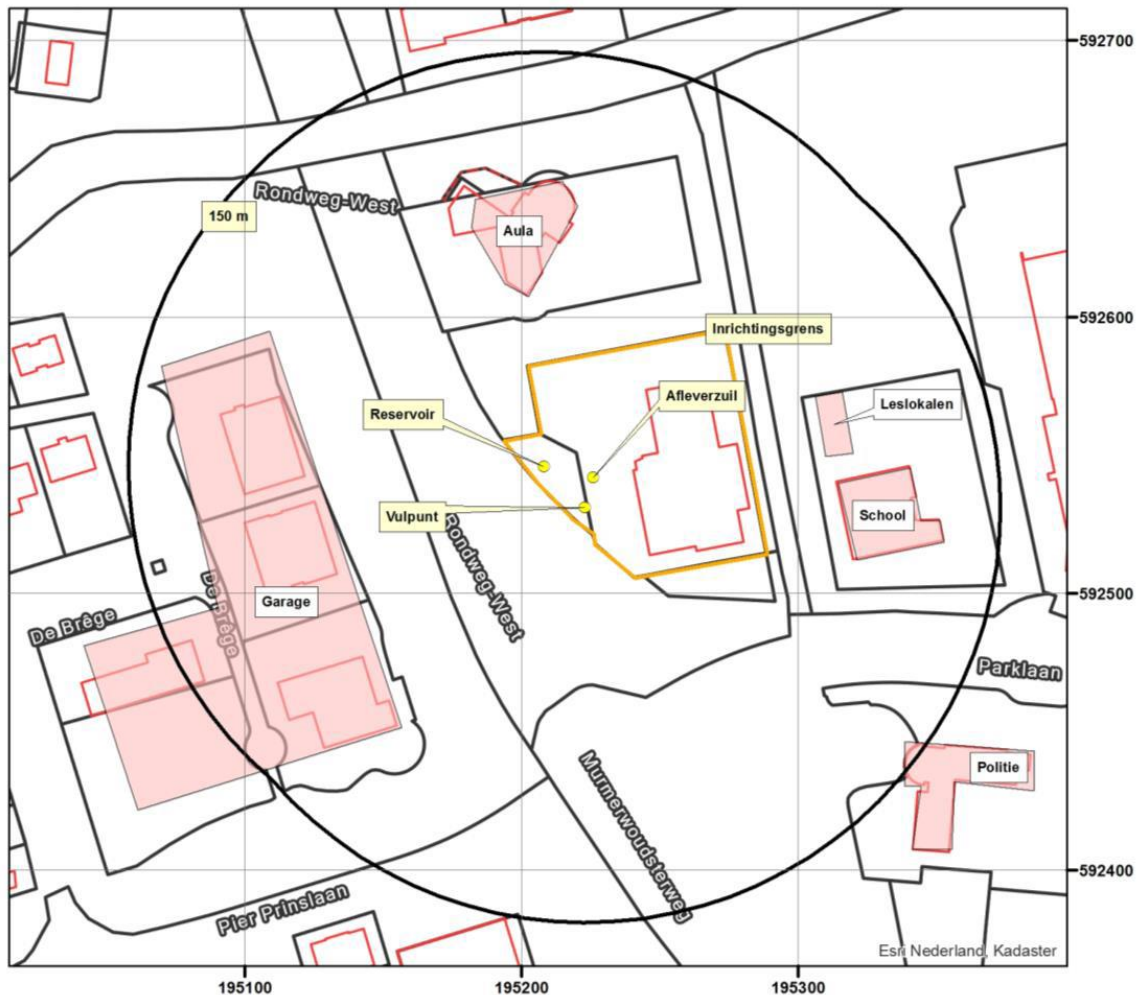 592700
Rondweg-West
150 m
Aula
592600
Inrichtingsgrens
Afleverzuil
Leslokalen
Reservoir
Vulpunt
School
Rondweg-West
592500
Garage
De Brêge
De Brêge
Parklaan
Politie
Murmerwoudsterweg
592400
Pier Prinslaan
Esri Nederland, Kadaster
195100
195200
195300